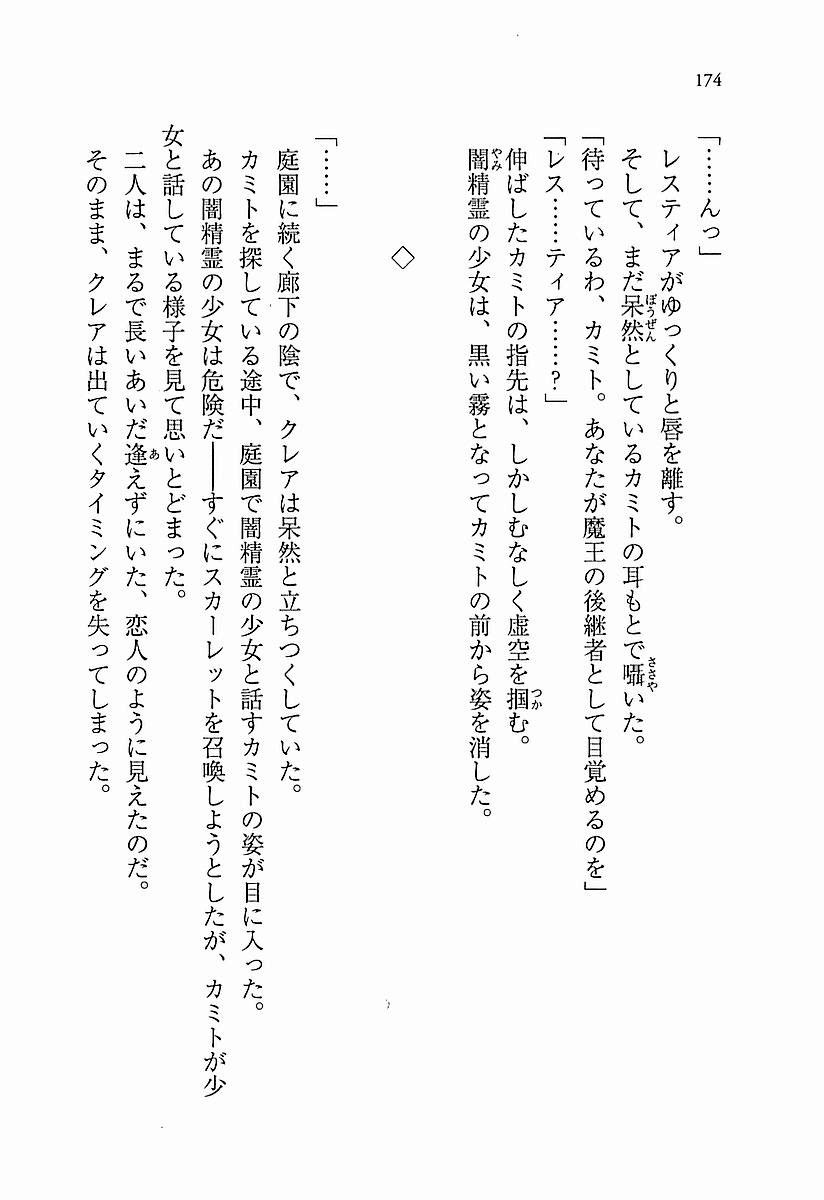 174
「……んっ」
レスティアがゆっくりと唇を離す。
そして、まだ呆然としているカミトの耳もとで囁いた。
「待っているわ、カミト。あなたが魔王の後継者として目覚めるのを」
「レス……ティア……？」
伸ばしたカミトの指先は、しかしむなしく虚空を掴む。
闇精霊の少女は、黒い霧となってカミトの前から姿を消した。
◇
「……」
庭園に続く廊下の陰で、クレアは呆然と立ちつくしていた。
カミトを探している途中、庭園で闇精霊の少女と話すカミトの姿が目に入った。
あの闇精霊の少女は危険だ――すぐにスカーレットを召喚しようとしたが、カミトが少
女と話している様子を見て思いとどまった。
二人は、まるで長いあいだ逢えずにいた、恋人のように見えたのだ。
そのまま、クレアは出ていくタイミングを失ってしまった。